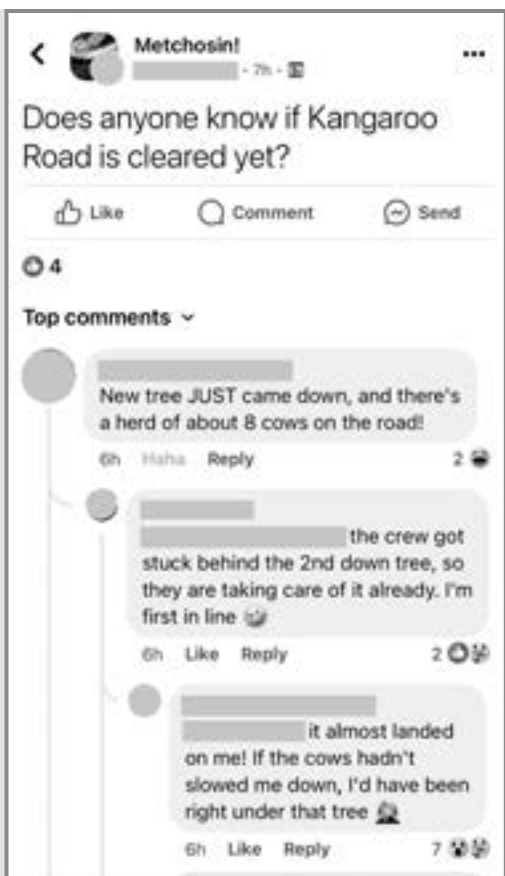 Metchosin!
· 7h ·
Does anyone know if Kangaroo
Road is cleared yet?
Like Comment Send
4
Top comments
New tree JUST came down, and there's
a herd of about 8 cows on the road!
6h Haha Reply 2
the crew got
stuck behind the 2nd down tree, so
they are taking care of it already. I'm
first in line 
6h Like Reply 2
it almost landed
on me! If the cows hadn't
slowed me down, I'd have been
right under that tree
6h Like Reply 7